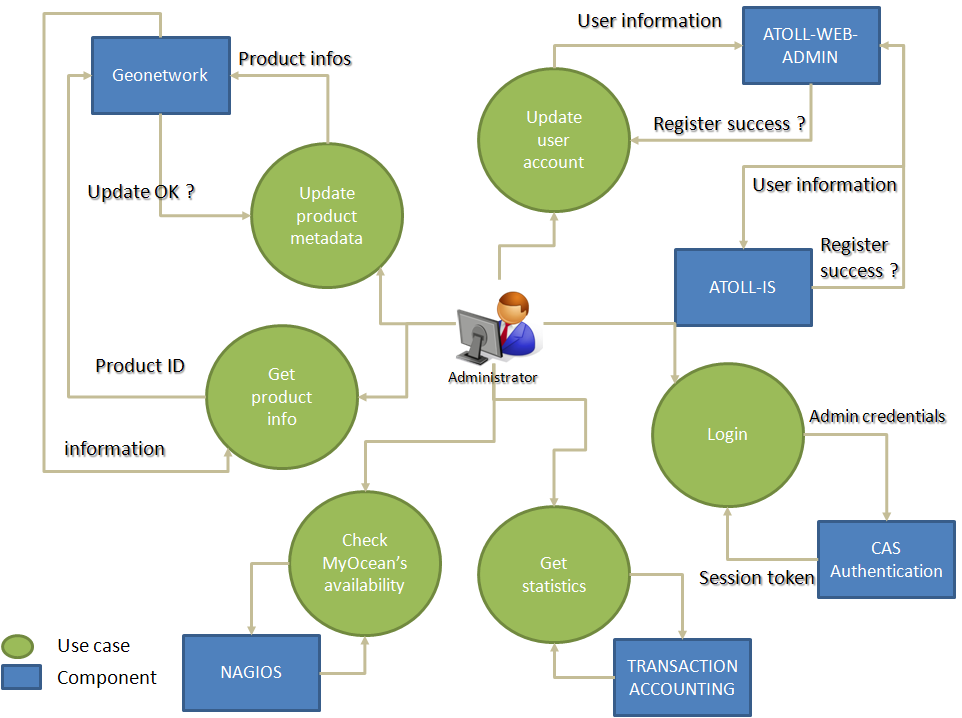 User information
ATOLL-WEB-
ADMIN
Geonetwork
Product infos
Update
user
account
Register success ?
Update OK ?
Update
product
metadata
User information
Register
success ?
ATOLL-IS
Administrator
Product ID
Get
product
info
Login
Admin credentials
information
Check
MyOcean's
availability
Get
statistics
CAS
Authentication
Session token
Use case
Component
NAGIOS
TRANSACTION
ACCOUNTING